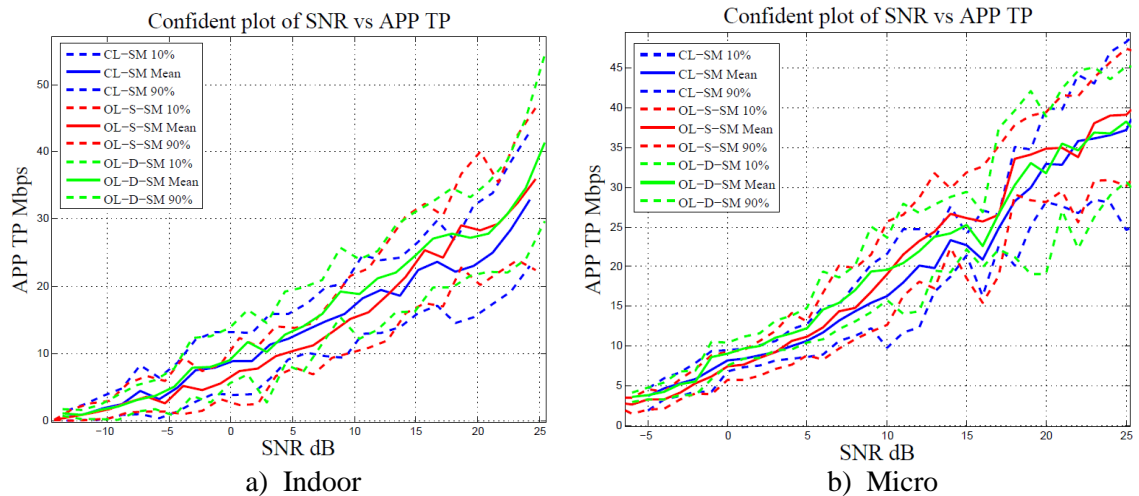 Confident plot of SNR vs APP TP
CL−SM 10%
CL−SM Mean
CL−SM 90%
OL−S−SM 10%
OL−S−SM Mean
OL−S−SM 90%
OL−D−SM 10%
OL−D−SM Mean
OL−D−SM 90%
APP TP Mbps
50
40
30
20
10
0
−10 −5 0 5 10 15 20 25
SNR dB
a) Indoor
Confident plot of SNR vs APP TP
CL−SM 10%
CL−SM Mean
CL−SM 90%
OL−S−SM 10%
OL−S−SM Mean
OL−S−SM 90%
OL−D−SM 10%
OL−D−SM Mean
OL−D−SM 90%
APP TP Mbps
45
40
35
30
25
20
15
10
5
0
−5 0 5 10 15 20 25
SNR dB
b) Micro